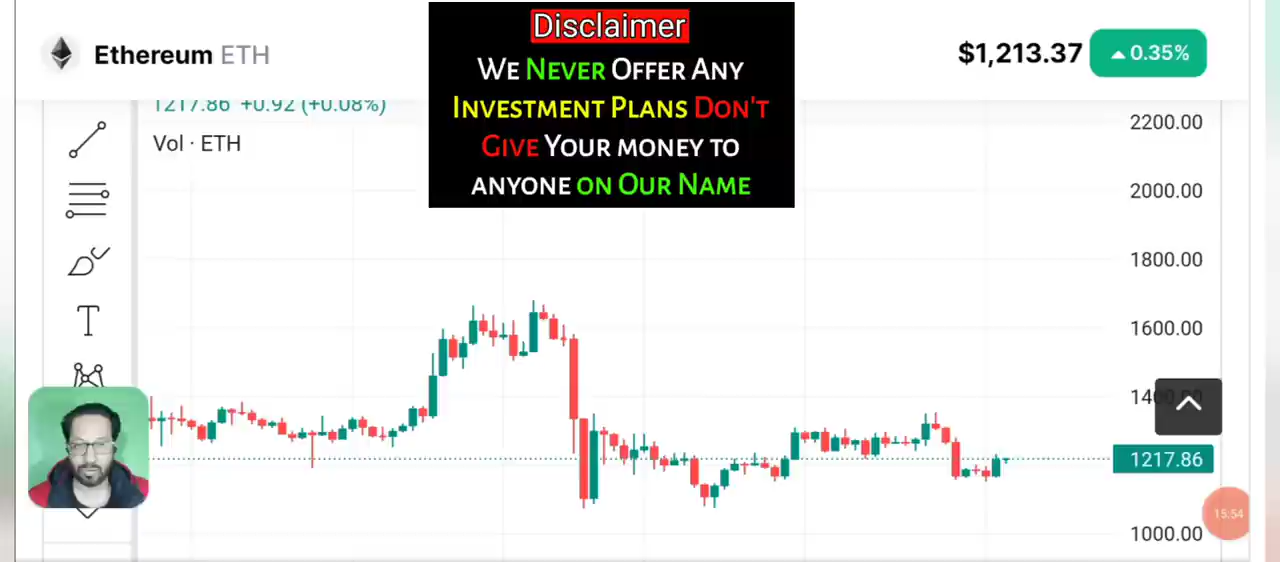 Disclaimer
We Never Offer Any
Investment Plans Don't
Give Your money to
anyone on Our Name
Ethereum ETH
$1,213.37
0.35%
1217.86 +0.92 (+0.08%)
Vol · ETH
T
2200.00
2000.00
1800.00
1600.00
1400.00
1217.86
1000.00
15:54